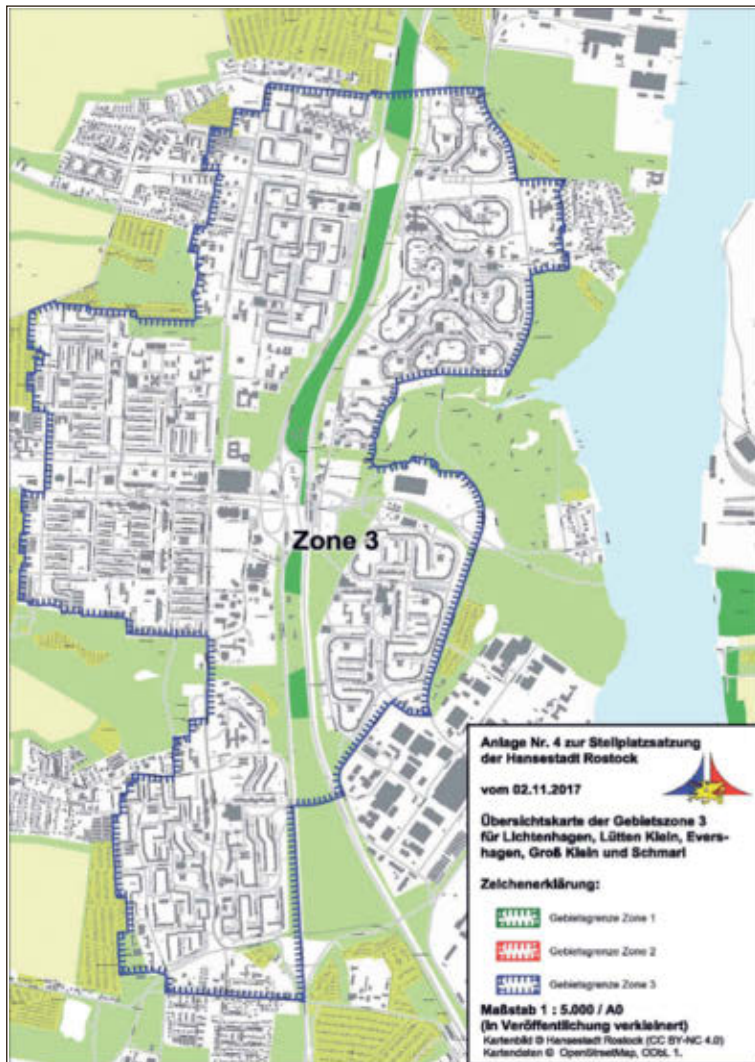 Zone 3
Anlage Nr. 4 zur Stellplatzsatzung
der Hansestadt Rostock
vom 02.11.2017
Übersichtskarte der Gebietszone 3
für Lichtenhagen, Lütten Klein, Evers-
hagen, Groß Klein und Schmarl
Zeichenerklärung:
Gebietsgrenze Zone 1
Gebietsgrenze Zone 2
Gebietsgrenze Zone 3
Maßstab 1 : 5.000 / A0
(In Veröffentlichung verkleinert)
Kartenbild © Hansestadt Rostock (CC BY-NC 4.0)
Kartendaten © OpenStreetMap, ODbL 1.